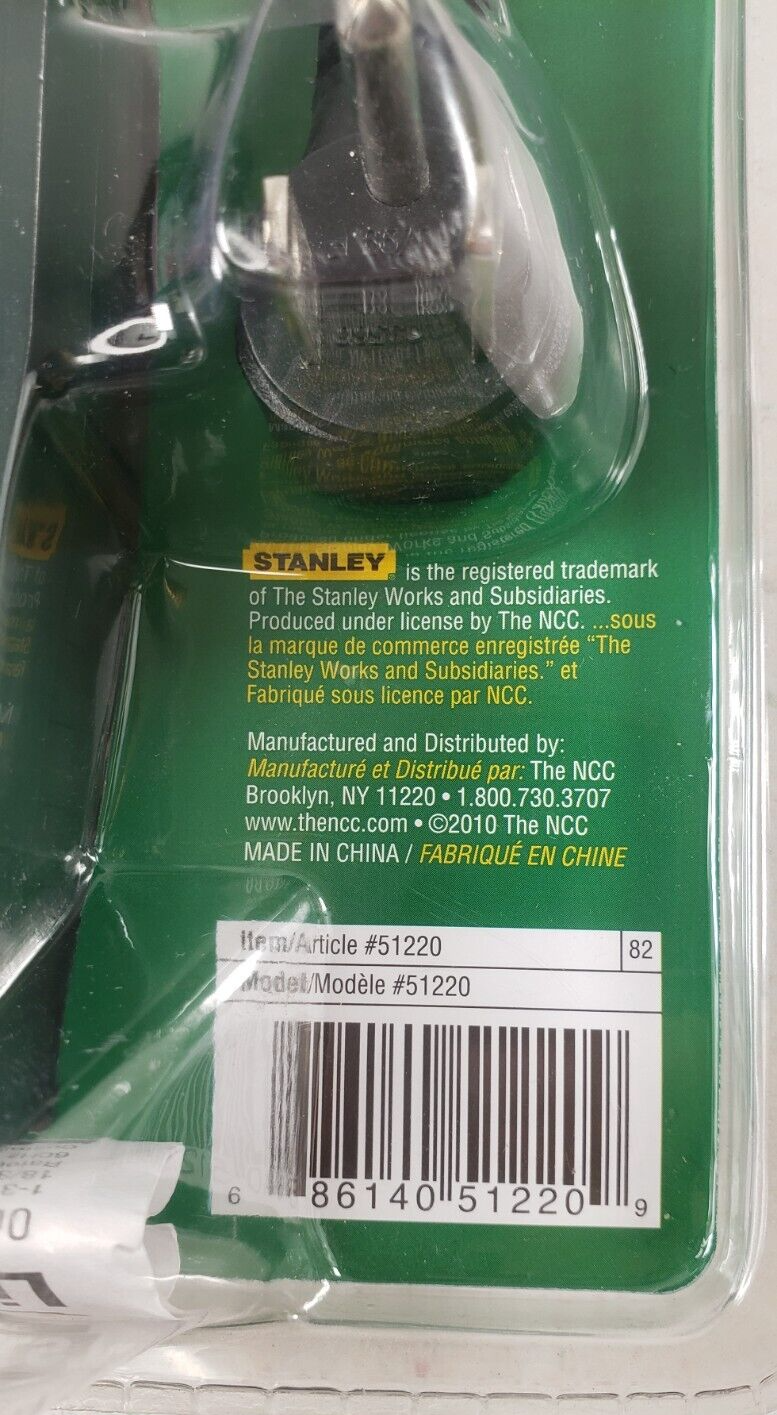 STANLEY is the registered trademark
of The Stanley Works and Subsidiaries.
Produced under license by The NCC. ...sous
la marque de commerce enregistrée “The
Stanley Works and Subsidiaries.” et
Fabriqué sous licence par NCC.
Manufactured and Distributed by:
Manufacturé et Distribué par: The NCC
Brooklyn, NY 11220 • 1.800.730.3707
www.thencc.com • ©2010 The NCC
MADE IN CHINA / FABRIQUÉ EN CHINE
Item/Article #51220 82
Model/Modèle #51220
6 86140 51220 9